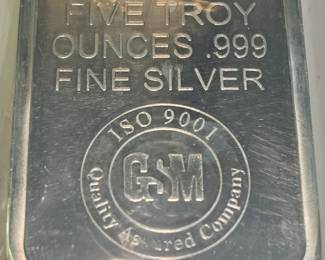 FIVE TROY
OUNCES .999
FINE SILVER
ISO 9001
GSM
Quality Assured Company